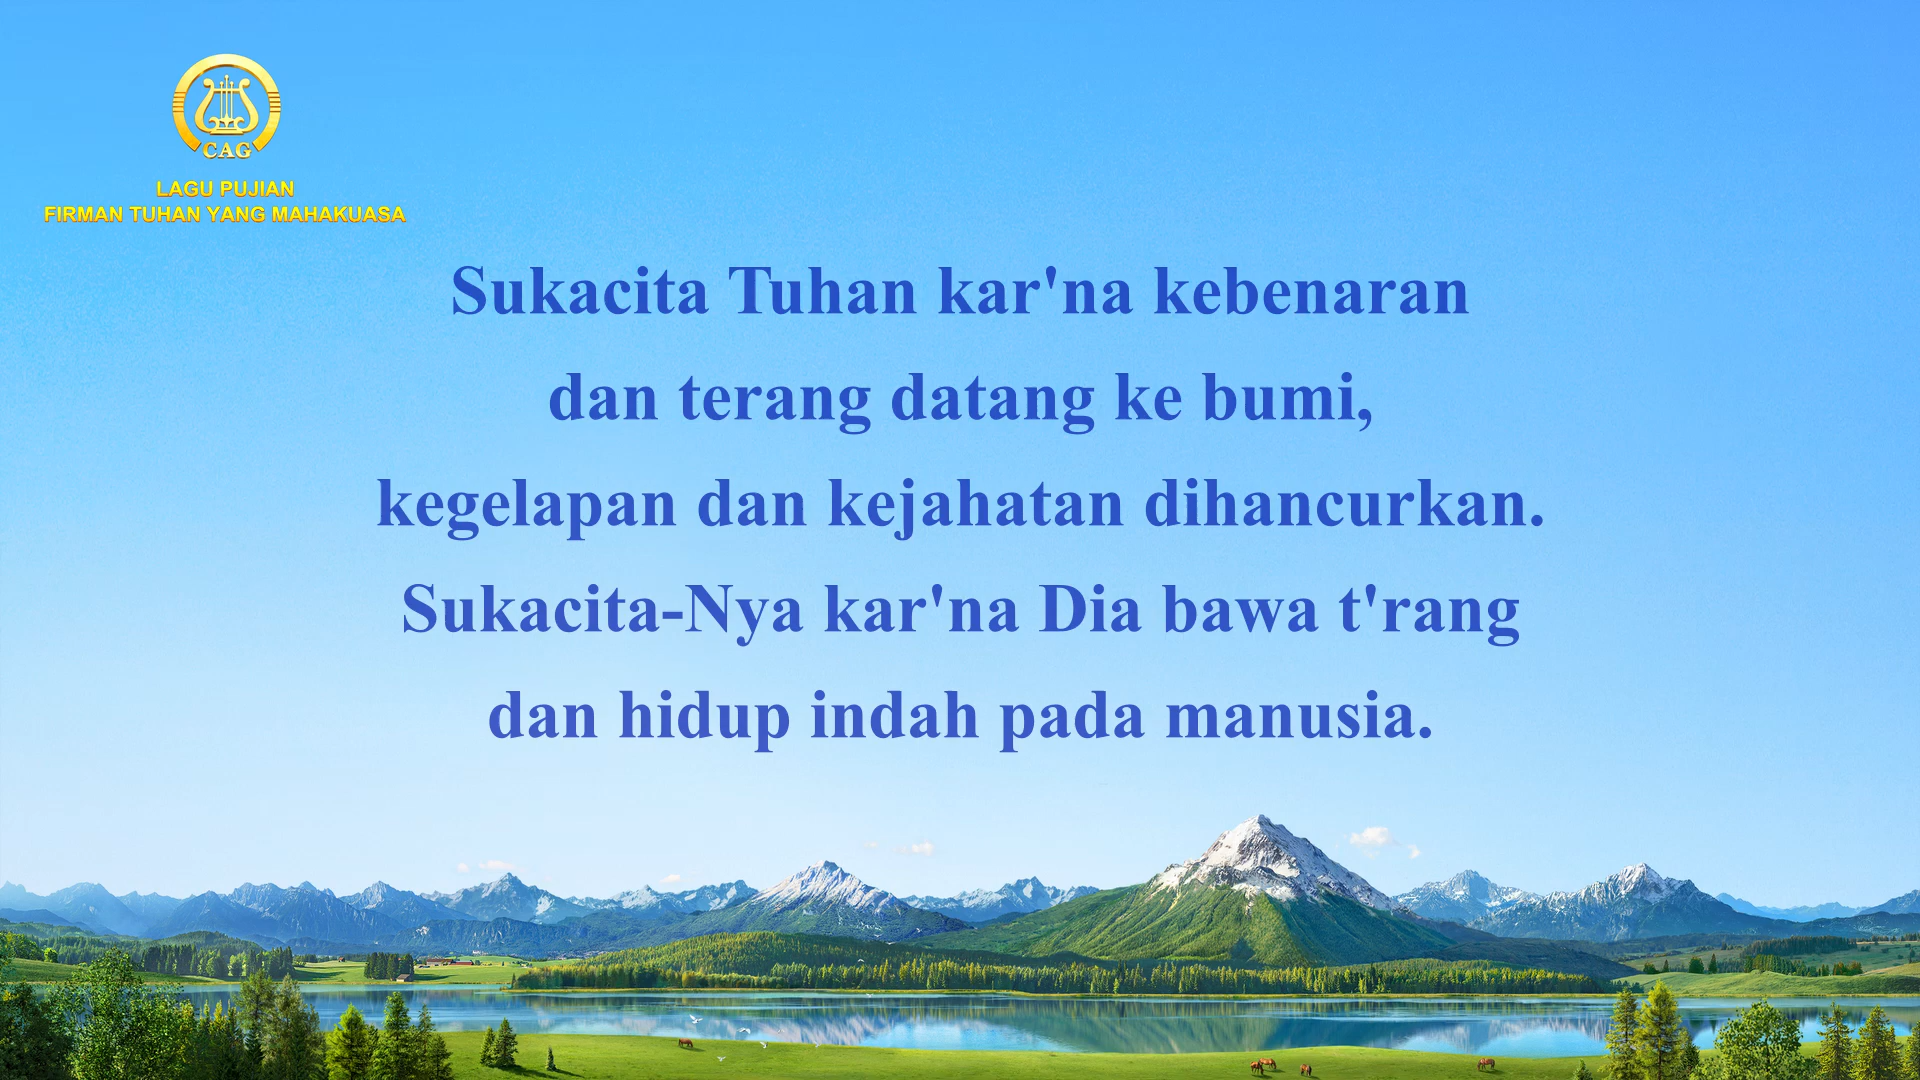 CAG
LAGU PUJIAN
FIRMAN TUHAN YANG MAHAKUASA
Sukacita Tuhan kar'na kebenaran
dan terang datang ke bumi,
kegelapan dan kejahatan dihancurkan.
Sukacita-Nya kar'na Dia bawa t'rang
dan hidup indah pada manusia.